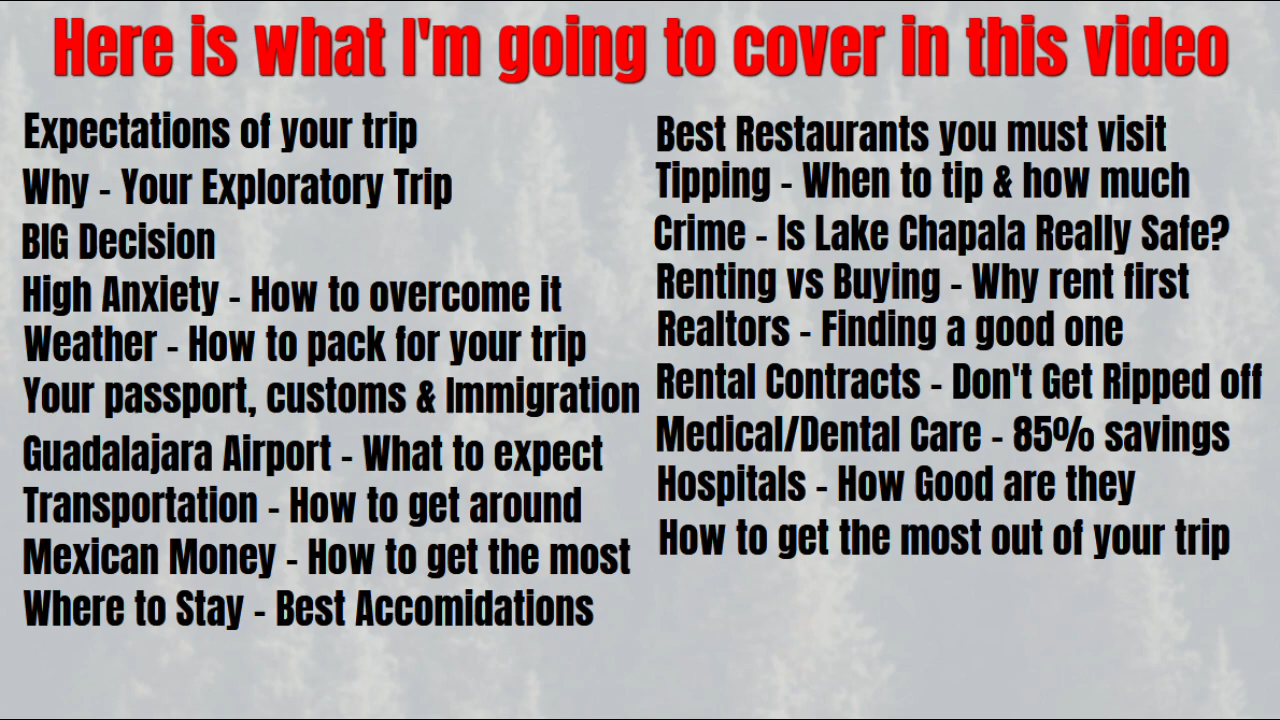 Here is what I'm going to cover in this video
Expectations of your trip
Why - Your Exploratory Trip
BIG Decision
High Anxiety - How to overcome it
Weather - How to pack for your trip
Your passport, customs & Immigration
Guadalajara Airport - What to expect
Transportation - How to get around
Mexican Money - How to get the most
Where to Stay - Best Accomidations
Best Restaurants you must visit
Tipping - When to tip & how much
Crime - Is Lake Chapala Really Safe?
Renting vs Buying - Why rent first
Realtors - Finding a good one
Rental Contracts - Don't Get Ripped off
Medical/Dental Care - 85% savings
Hospitals - How Good are they
How to get the most out of your trip